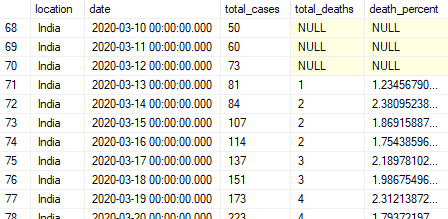 location date total_cases total_deaths death_percent
68 India 2020-03-10 00:00:00.000 50 NULL NULL
69 India 2020-03-11 00:00:00.000 60 NULL NULL
70 India 2020-03-12 00:00:00.000 73 NULL NULL
71 India 2020-03-13 00:00:00.000 81 1 1.23456790...
72 India 2020-03-14 00:00:00.000 84 2 2.38095238...
73 India 2020-03-15 00:00:00.000 107 2 1.86915887...
74 India 2020-03-16 00:00:00.000 114 2 1.75438596...
75 India 2020-03-17 00:00:00.000 137 3 2.18978102...
76 India 2020-03-18 00:00:00.000 151 3 1.98675496...
77 India 2020-03-19 00:00:00.000 173 4 2.31213872...
78 India 2020-03-20 00:00:00.000 223 4 1.79372197...